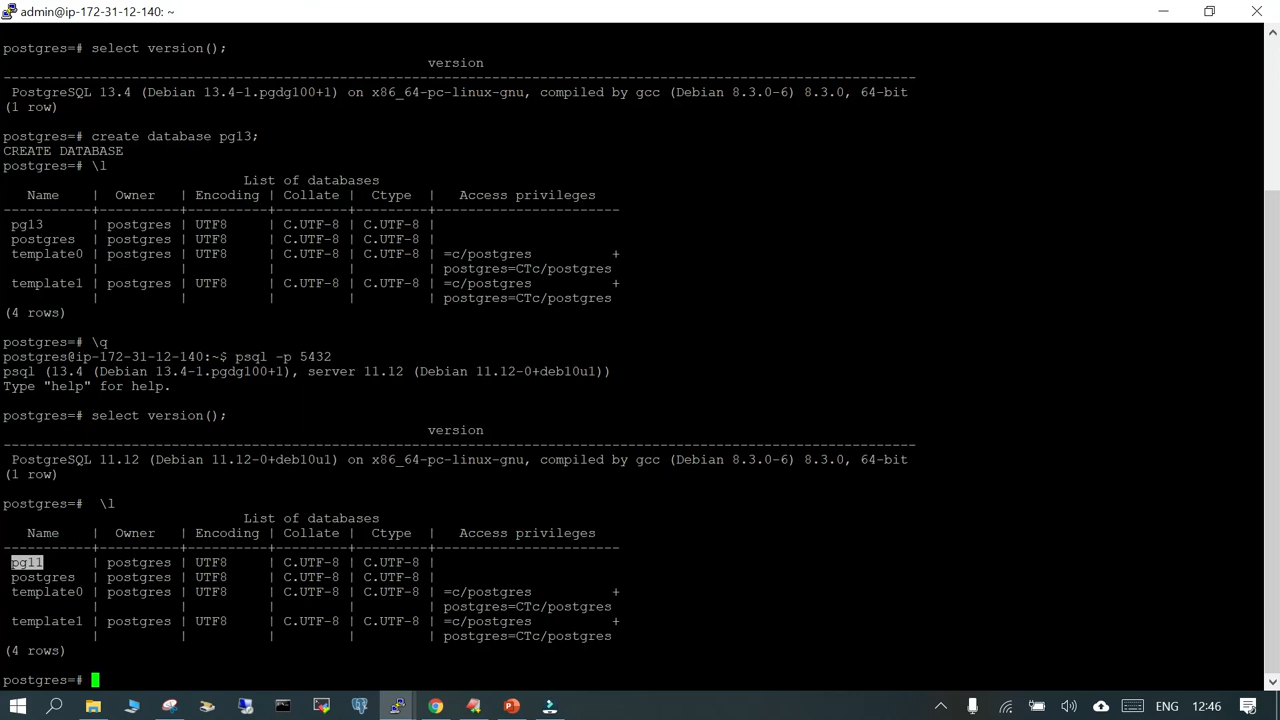 admin@ip-172-31-12-140: ~
postgres=# select version();
version
------------------------------------------------------------------------------------------------------------------
PostgreSQL 13.4 (Debian 13.4-1.pgdg100+1) on x86_64-pc-linux-gnu, compiled by gcc (Debian 8.3.0-6) 8.3.0, 64-bit
(1 row)
postgres=# create database pg13;
CREATE DATABASE
postgres=# \l
List of databases
Name | Owner | Encoding | Collate | Ctype | Access privileges
-----------+----------+----------+---------+---------+-----------------------
pg13 | postgres | UTF8 | C.UTF-8 | C.UTF-8 |
postgres | postgres | UTF8 | C.UTF-8 | C.UTF-8 |
template0 | postgres | UTF8 | C.UTF-8 | C.UTF-8 | =c/postgres +
| | | | | postgres=CTc/postgres
template1 | postgres | UTF8 | C.UTF-8 | C.UTF-8 | =c/postgres +
| | | | | postgres=CTc/postgres
(4 rows)
postgres=# \q
postgres@ip-172-31-12-140:~$ psql -p 5432
psql (13.4 (Debian 13.4-1.pgdg100+1), server 11.12 (Debian 11.12-0+deb10u1))
Type "help" for help.
postgres=# select version();
version
------------------------------------------------------------------------------------------------------------------
PostgreSQL 11.12 (Debian 11.12-0+deb10u1) on x86_64-pc-linux-gnu, compiled by gcc (Debian 8.3.0-6) 8.3.0, 64-bit
(1 row)
postgres=#  \l
List of databases
Name | Owner | Encoding | Collate | Ctype | Access privileges
-----------+----------+----------+---------+---------+-----------------------
pg11 | postgres | UTF8 | C.UTF-8 | C.UTF-8 |
postgres | postgres | UTF8 | C.UTF-8 | C.UTF-8 |
template0 | postgres | UTF8 | C.UTF-8 | C.UTF-8 | =c/postgres +
| | | | | postgres=CTc/postgres
template1 | postgres | UTF8 | C.UTF-8 | C.UTF-8 | =c/postgres +
| | | | | postgres=CTc/postgres
(4 rows)
postgres=#
ENG 12:46